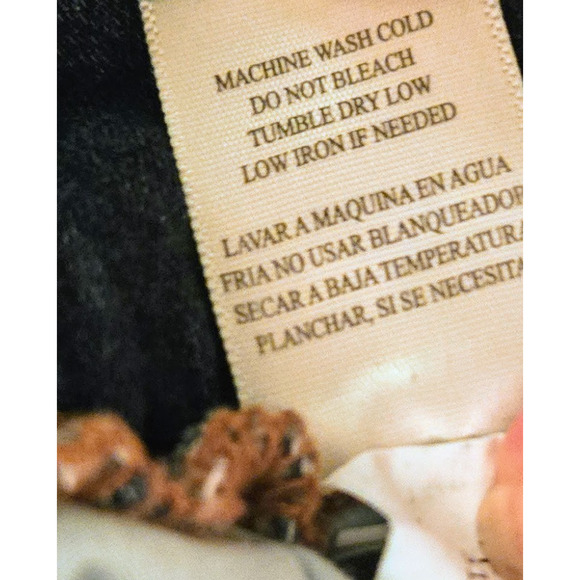 MACHINE WASH COLD
DO NOT BLEACH
TUMBLE DRY LOW
LOW IRON IF NEEDED
LAVAR A MAQUINA EN AGUA
FRIA NO USAR BLANQUEADOR
SECAR A BAJA TEMPERATURA
PLANCHAR, SI SE NECESITA